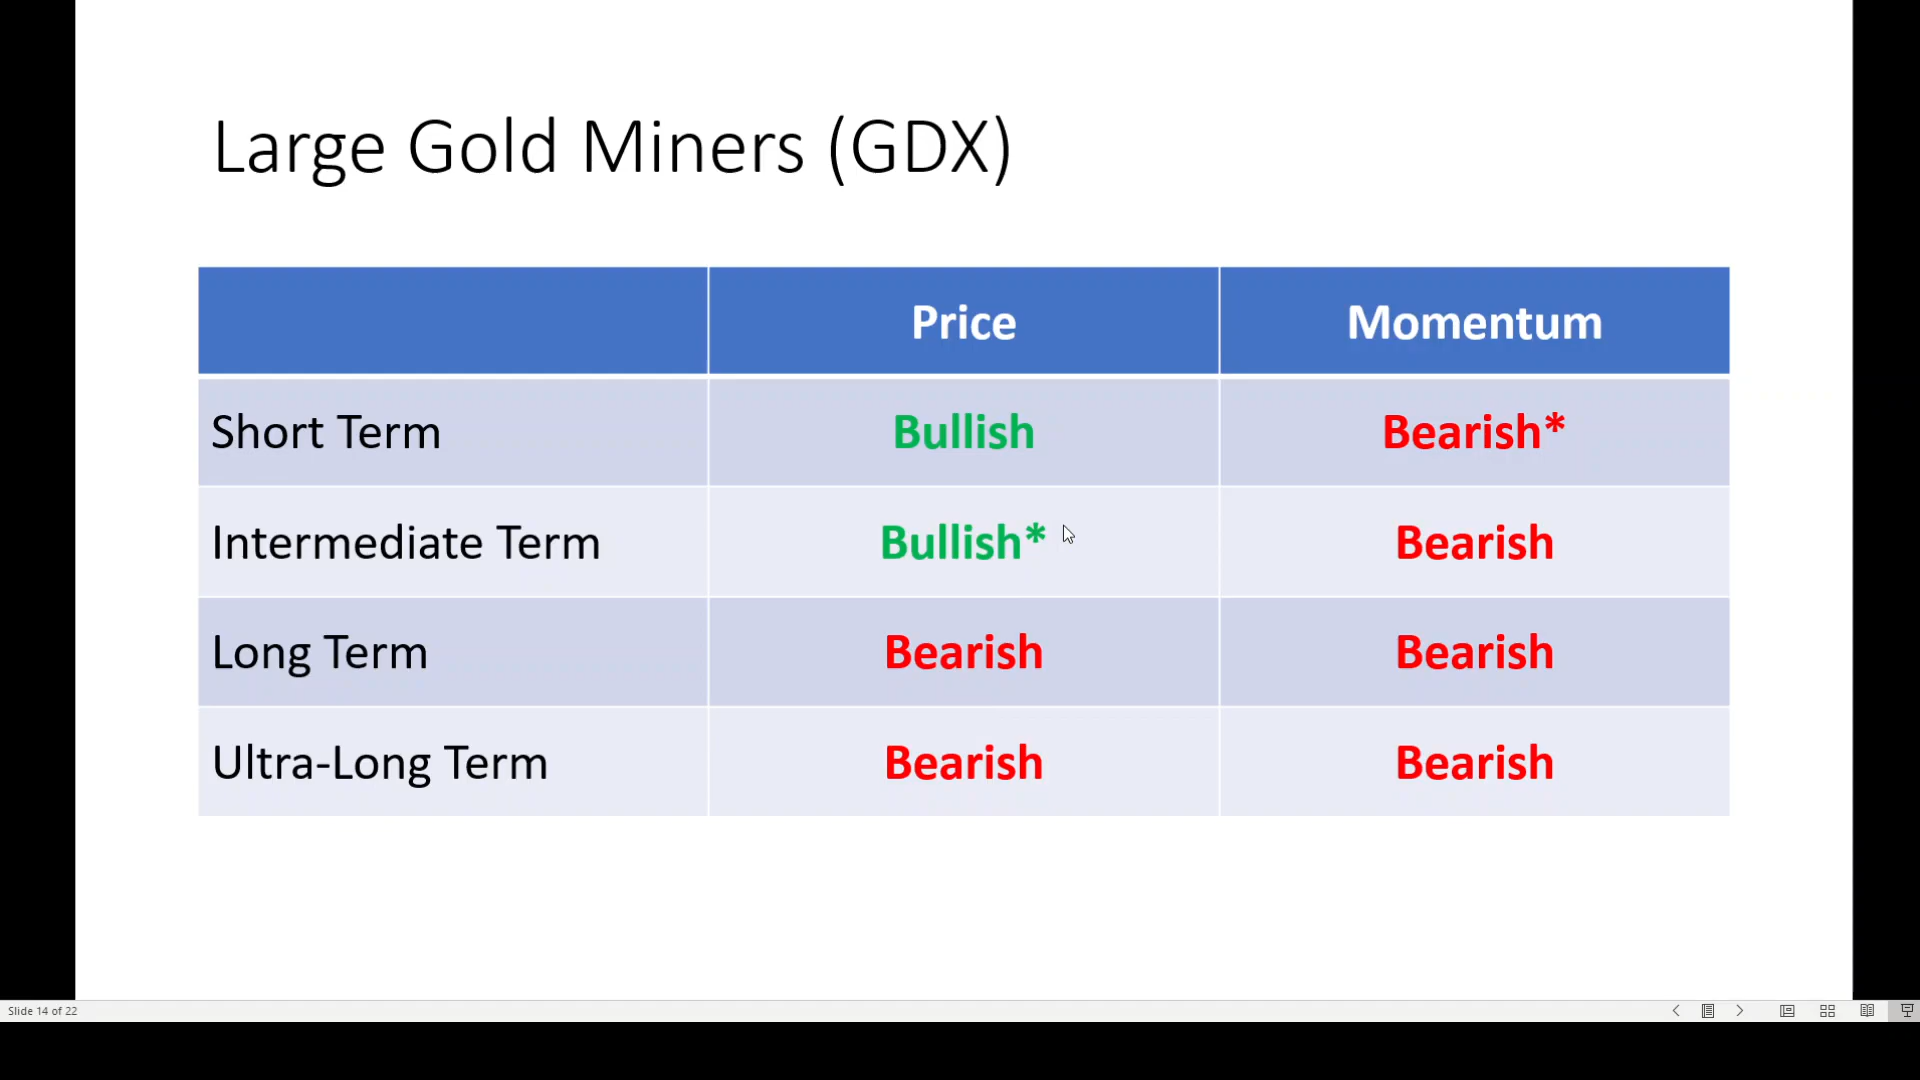 Large Gold Miners (GDX)
Price Momentum
Short Term Bullish Bearish*
Intermediate Term Bullish* Bearish
Long Term Bearish Bearish
Ultra-Long Term Bearish Bearish
Slide 14 of 22